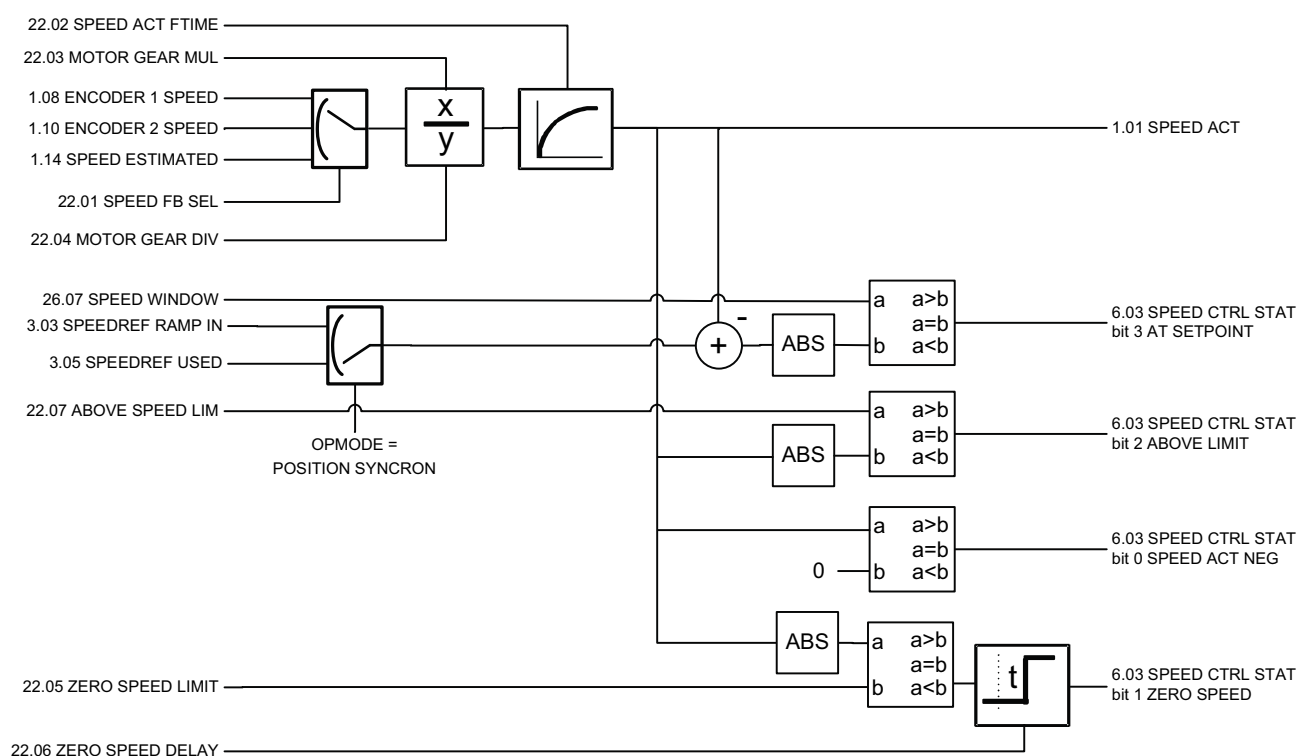 22.02 SPEED ACT FTIME
22.03 MOTOR GEAR MUL
1.08 ENCODER 1 SPEED
1.10 ENCODER 2 SPEED
1.14 SPEED ESTIMATED
22.01 SPEED FB SEL
22.04 MOTOR GEAR DIV
x
y
1.01 SPEED ACT
26.07 SPEED WINDOW
3.03 SPEEDREF RAMP IN
3.05 SPEEDREF USED
22.07 ABOVE SPEED LIM
OPMODE =
POSITION SYNCRON
-
+
ABS
a a>b
a=b
b a<b
6.03 SPEED CTRL STAT
bit 3 AT SETPOINT
ABS
a a>b
a=b
b a<b
6.03 SPEED CTRL STAT
bit 2 ABOVE LIMIT
0
a a>b
a=b
b a<b
6.03 SPEED CTRL STAT
bit 0 SPEED ACT NEG
ABS
a a>b
a=b
b a<b
t
6.03 SPEED CTRL STAT
bit 1 ZERO SPEED
22.05 ZERO SPEED LIMIT
22.06 ZERO SPEED DELAY